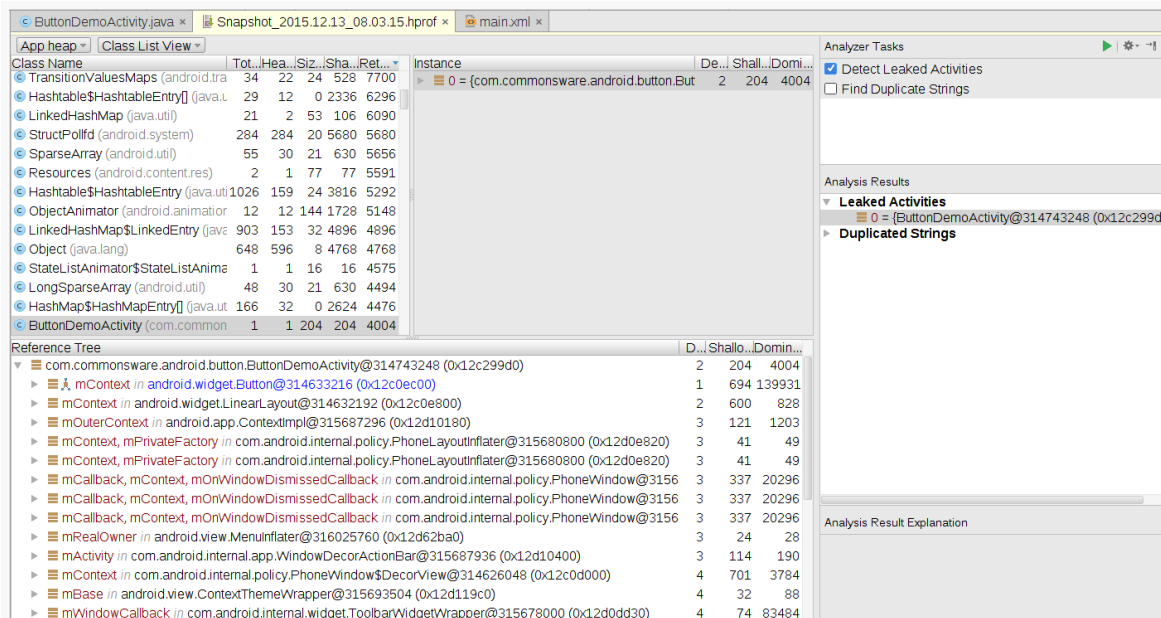 ButtonDemoActivity.java × Snapshot_2015.12.13_08.03.15.hprof × main.xml ×
App heap Class List View
Class Name Tot... Hea... Siz... Sha... Ret...
TransitionValuesMaps (android.tra 34 22 24 528 7700
Hashtable$HashtableEntry[] (java.u 29 12 0 2336 6296
LinkedHashMap (java.util) 21 2 53 106 6090
StructPollfd (android.system) 284 284 20 5680 5680
SparseArray (android.util) 55 30 21 630 5656
Resources (android.content.res) 2 1 77 77 5591
Hashtable$HashtableEntry (java.uti 1026 159 24 3816 5292
ObjectAnimator (android.animation 12 12 144 1728 5148
LinkedHashMap$LinkedEntry (java 903 153 32 4896 4896
Object (java.lang) 648 596 8 4768 4768
StateListAnimator$StateListAnima 1 1 16 16 4575
LongSparseArray (android.util) 48 30 21 630 4494
HashMap$HashMapEntry[] (java.ut 166 32 0 2624 4476
ButtonDemoActivity (com.common 1 1 204 204 4004
Instance De... Shall... Domi...
0 = {com.commonsware.android.button.But 2 204 4004
Reference Tree D... Shallo... Domin...
com.commonsware.android.button.ButtonDemoActivity@314743248 (0x12c299d0) 2 204 4004
mContext in android.widget.Button@314633216 (0x12c0ec00) 1 694 139931
mContext in android.widget.LinearLayout@314632192 (0x12c0e800) 2 600 828
mOuterContext in android.app.ContextImpl@315687296 (0x12d10180) 3 121 1203
mContext, mPrivateFactory in com.android.internal.policy.PhoneLayoutInflater@315680800 (0x12d0e820) 3 41 49
mContext, mPrivateFactory in com.android.internal.policy.PhoneLayoutInflater@315680800 (0x12d0e820) 3 41 49
mCallback, mContext, mOnWindowDismissedCallback in com.android.internal.policy.PhoneWindow@3156 3 337 20296
mCallback, mContext, mOnWindowDismissedCallback in com.android.internal.policy.PhoneWindow@3156 3 337 20296
mCallback, mContext, mOnWindowDismissedCallback in com.android.internal.policy.PhoneWindow@3156 3 337 20296
mRealOwner in android.view.MenuInflater@316025760 (0x12d62ba0) 3 24 28
mActivity in com.android.internal.app.WindowDecorActionBar@315687936 (0x12d10400) 3 114 190
mContext in com.android.internal.policy.PhoneWindow$DecorView@314626048 (0x12c0d000) 4 701 3784
mBase in android.view.ContextThemeWrapper@315693504 (0x12d119c0) 4 32 88
mWindowCallback in com.android.internal.widget.ToolbarWidgetWrapper@315678000 (0x12d0dd30) 4 74 83484
Analyzer Tasks
Detect Leaked Activities
Find Duplicate Strings
Analysis Results
Leaked Activities
0 = {ButtonDemoActivity@314743248 (0x12c299d
Duplicated Strings
Analysis Result Explanation